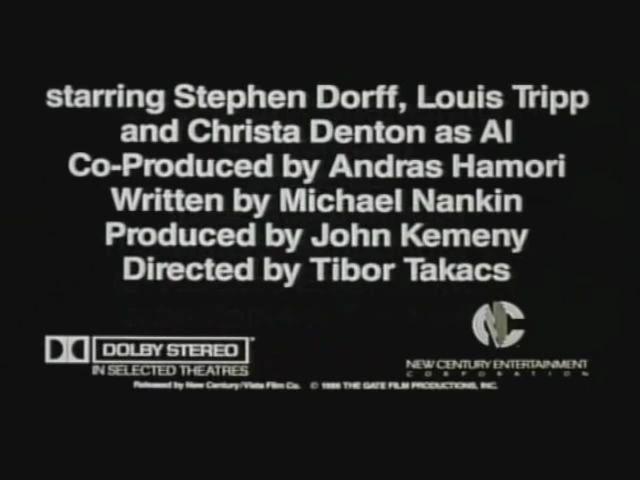 starring Stephen Dorff, Louis Tripp
and Christa Denton as Al
Co-Produced by Andras Hamori
Written by Michael Nankin
Produced by John Kemeny
Directed by Tibor Takacs
NC
DOLBY STEREO
IN SELECTED THEATRES
NEW CENTURY ENTERTAINMENT
CORPORATION
Released by New Century/Vista Film Co. © 1986 THE GATE FILM PRODUCTIONS, INC.